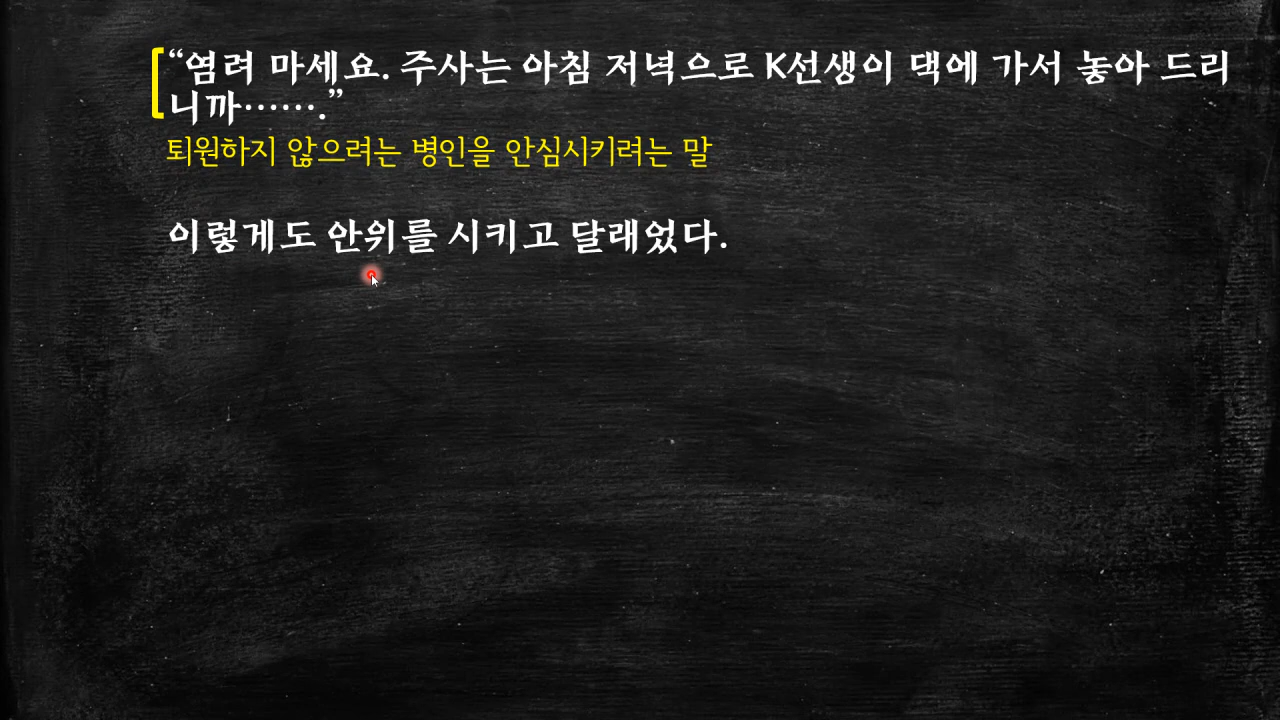 “염려 마세요. 주사는 아침 저녁으로 K선생이 댁에 가서 놓아 드리
니까…….”
퇴원하지 않으려는 병인을 안심시키려는 말
이렇게도 안위를 시키고 달래었다.